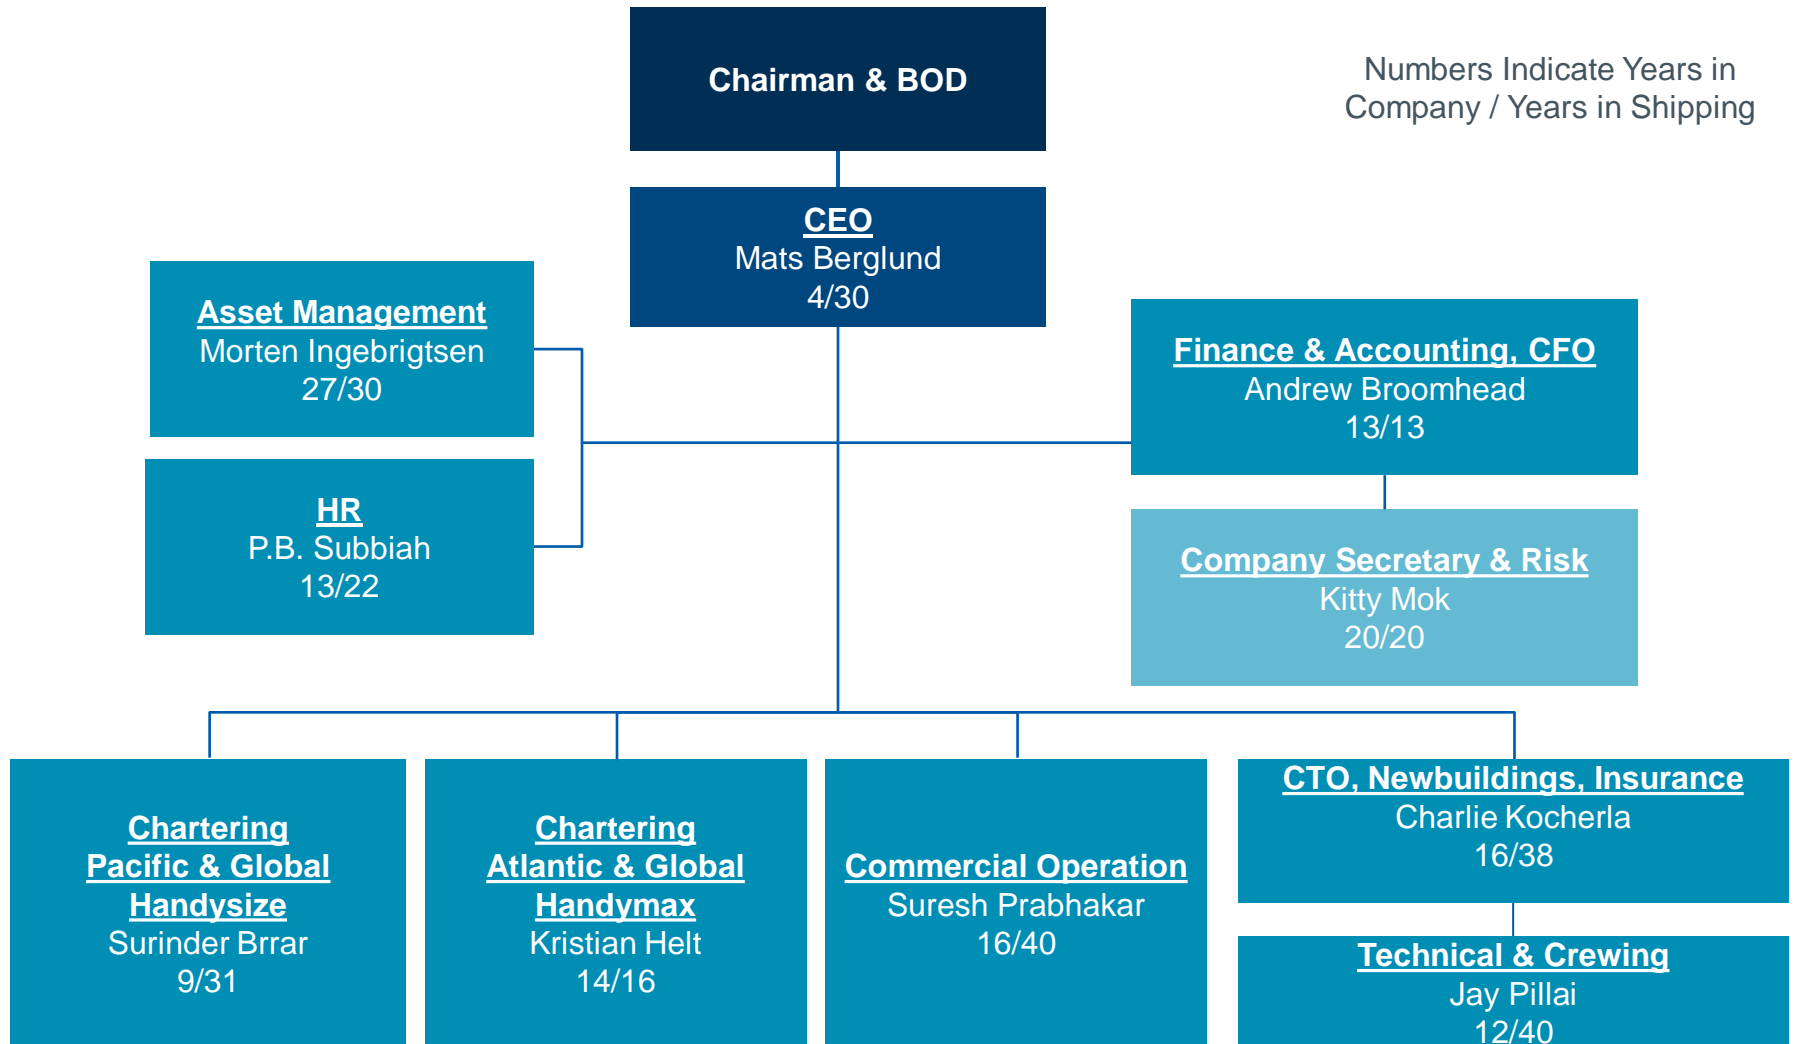 Chairman & BOD
Numbers Indicate Years in
Company / Years in Shipping
CEO
Mats Berglund
4/30
Asset Management
Morten Ingebrigtsen
27/30
Finance & Accounting, CFO
Andrew Broomhead
13/13
HR
P.B. Subbiah
13/22
Company Secretary & Risk
Kitty Mok
20/20
Chartering
Pacific & Global
Handysize
Surinder Brrar
9/31
Chartering
Atlantic & Global
Handymax
Kristian Helt
14/16
Commercial Operation
Suresh Prabhakar
16/40
CTO, Newbuildings, Insurance
Charlie Kocherla
16/38
Technical & Crewing
Jay Pillai
12/40